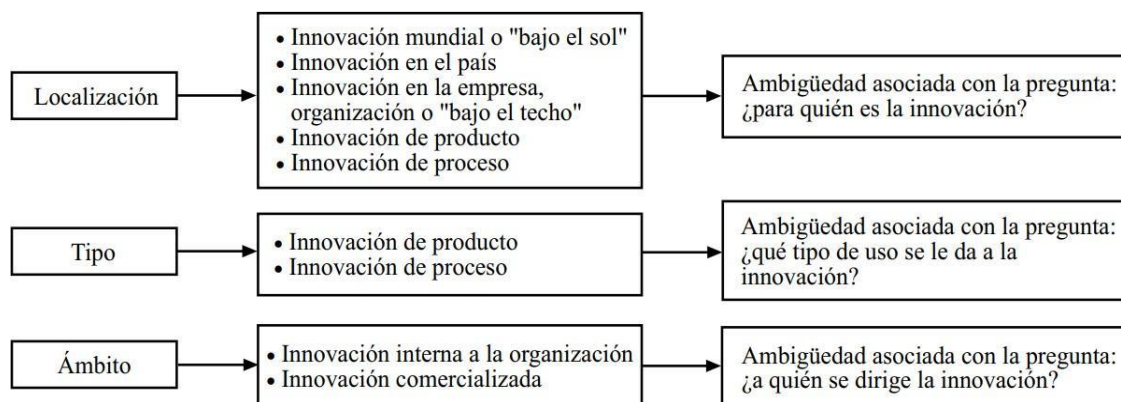 Localización
• Innovación mundial o "bajo el sol"
• Innovación en el país
• Innovación en la empresa,
organización o "bajo el techo"
• Innovación de producto
• Innovación de proceso
Ambigüedad asociada con la pregunta:
¿para quién es la innovación?
Tipo
• Innovación de producto
• Innovación de proceso
Ambigüedad asociada con la pregunta:
¿qué tipo de uso se le da a la
innovación?
Ámbito
• Innovación interna a la organización
• Innovación comercializada
Ambigüedad asociada con la pregunta:
¿a quién se dirige la innovación?